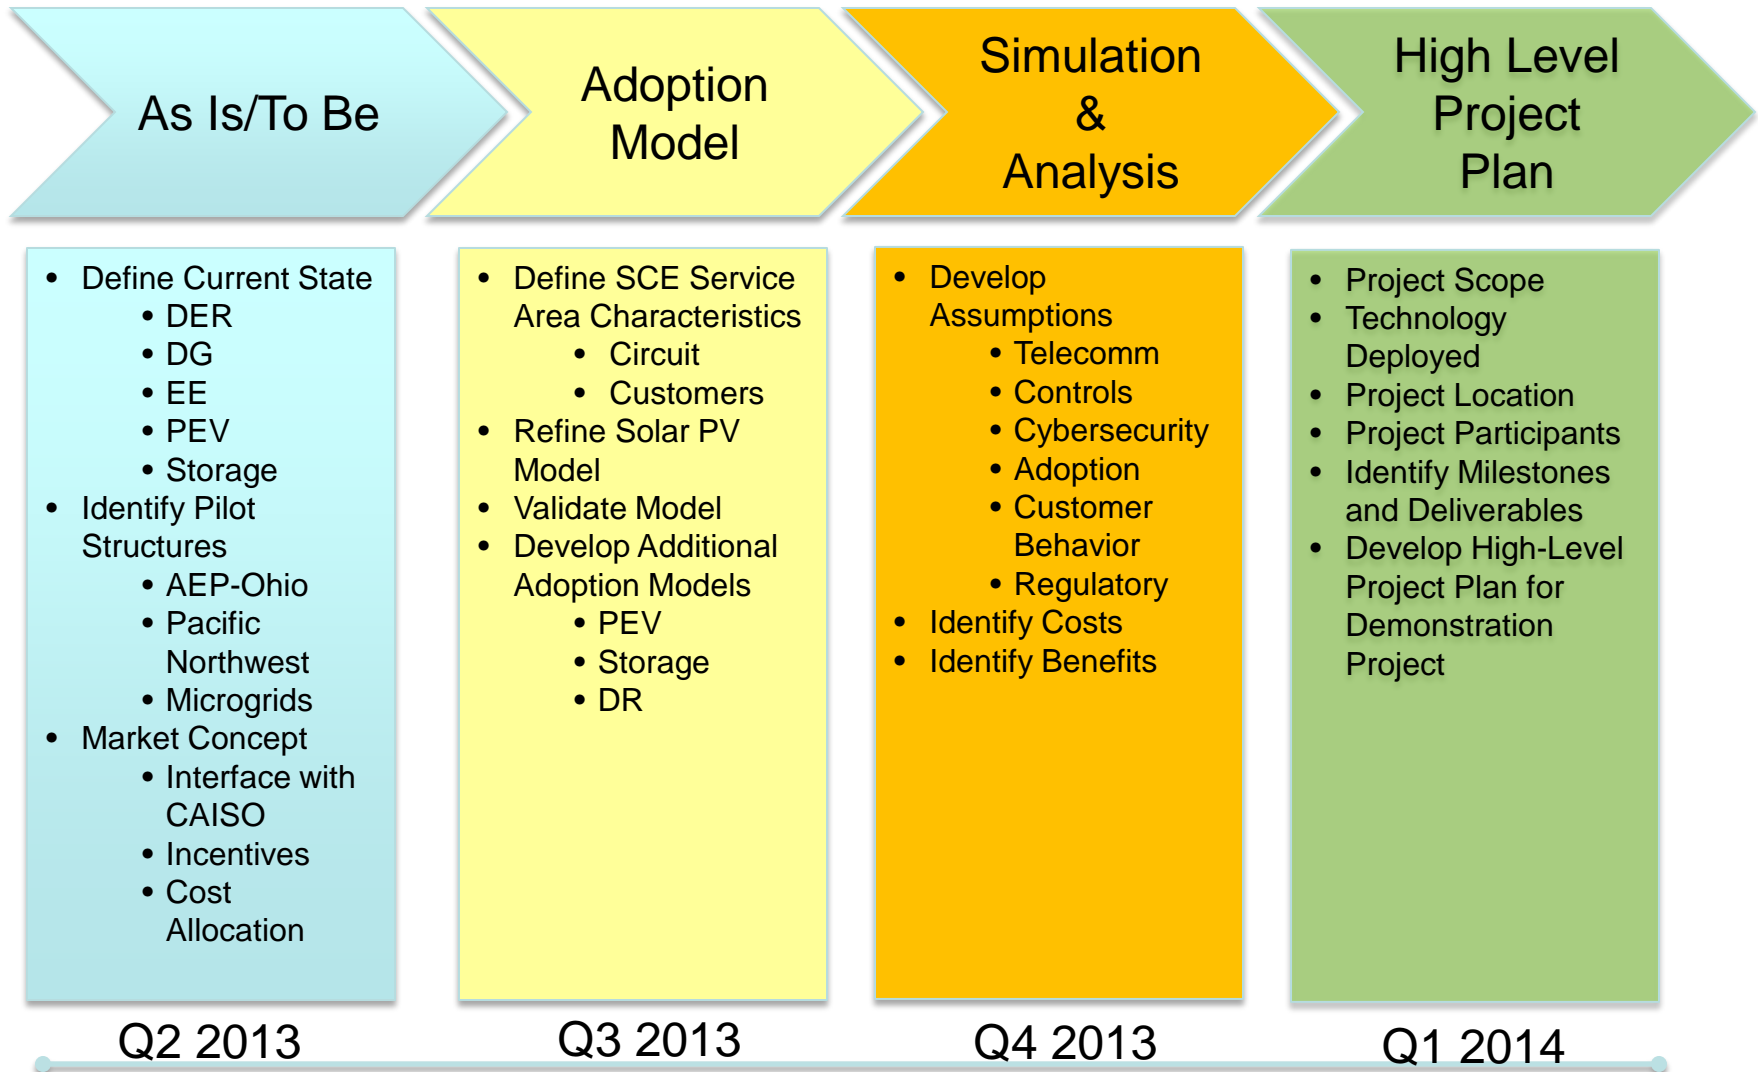 As Is/To Be
Adoption
Model
Simulation
&
Analysis
High Level
Project
Plan
• Define Current State
• DER
• DG
• EE
• PEV
• Storage
• Identify Pilot
Structures
• AEP-Ohio
• Pacific
Northwest
• Microgrids
• Market Concept
• Interface with
CAISO
• Incentives
• Cost
Allocation
• Define SCE Service
Area Characteristics
• Circuit
• Customers
• Refine Solar PV
Model
• Validate Model
• Develop Additional
Adoption Models
• PEV
• Storage
• DR
• Develop
Assumptions
• Telecomm
• Controls
• Cybersecurity
• Adoption
• Customer
Behavior
• Regulatory
• Identify Costs
• Identify Benefits
• Project Scope
• Technology
Deployed
• Project Location
• Project Participants
• Identify Milestones
and Deliverables
• Develop High-Level
Project Plan for
Demonstration
Project
Q2 2013
Q3 2013
Q4 2013
Q1 2014